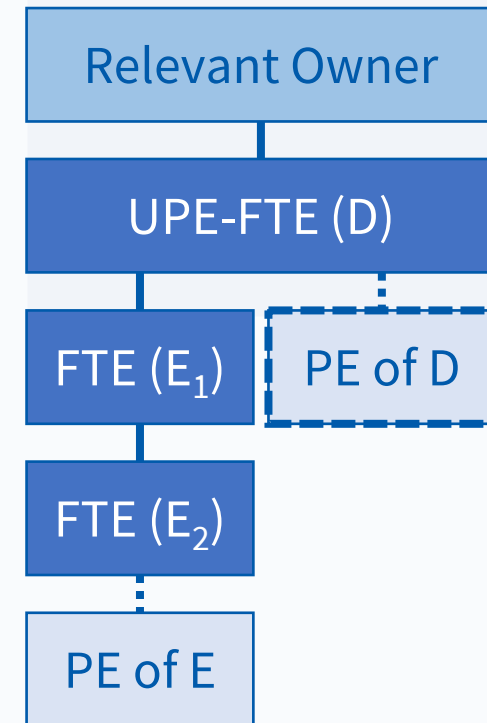 Relevant Owner
UPE-FTE (D)
FTE (E₁)
PE of D
FTE (E₂)
PE of E